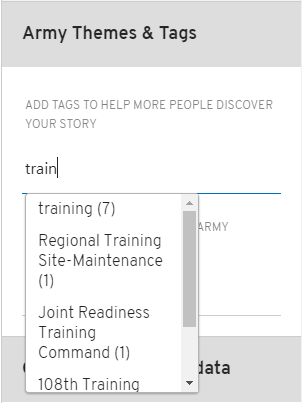 Army Themes & Tags
ADD TAGS TO HELP MORE PEOPLE DISCOVER
YOUR STORY
train
training (7)
ARMY
Regional Training
Site-Maintenance
(1)
Joint Readiness
Training
Command (1)
data
108th Training